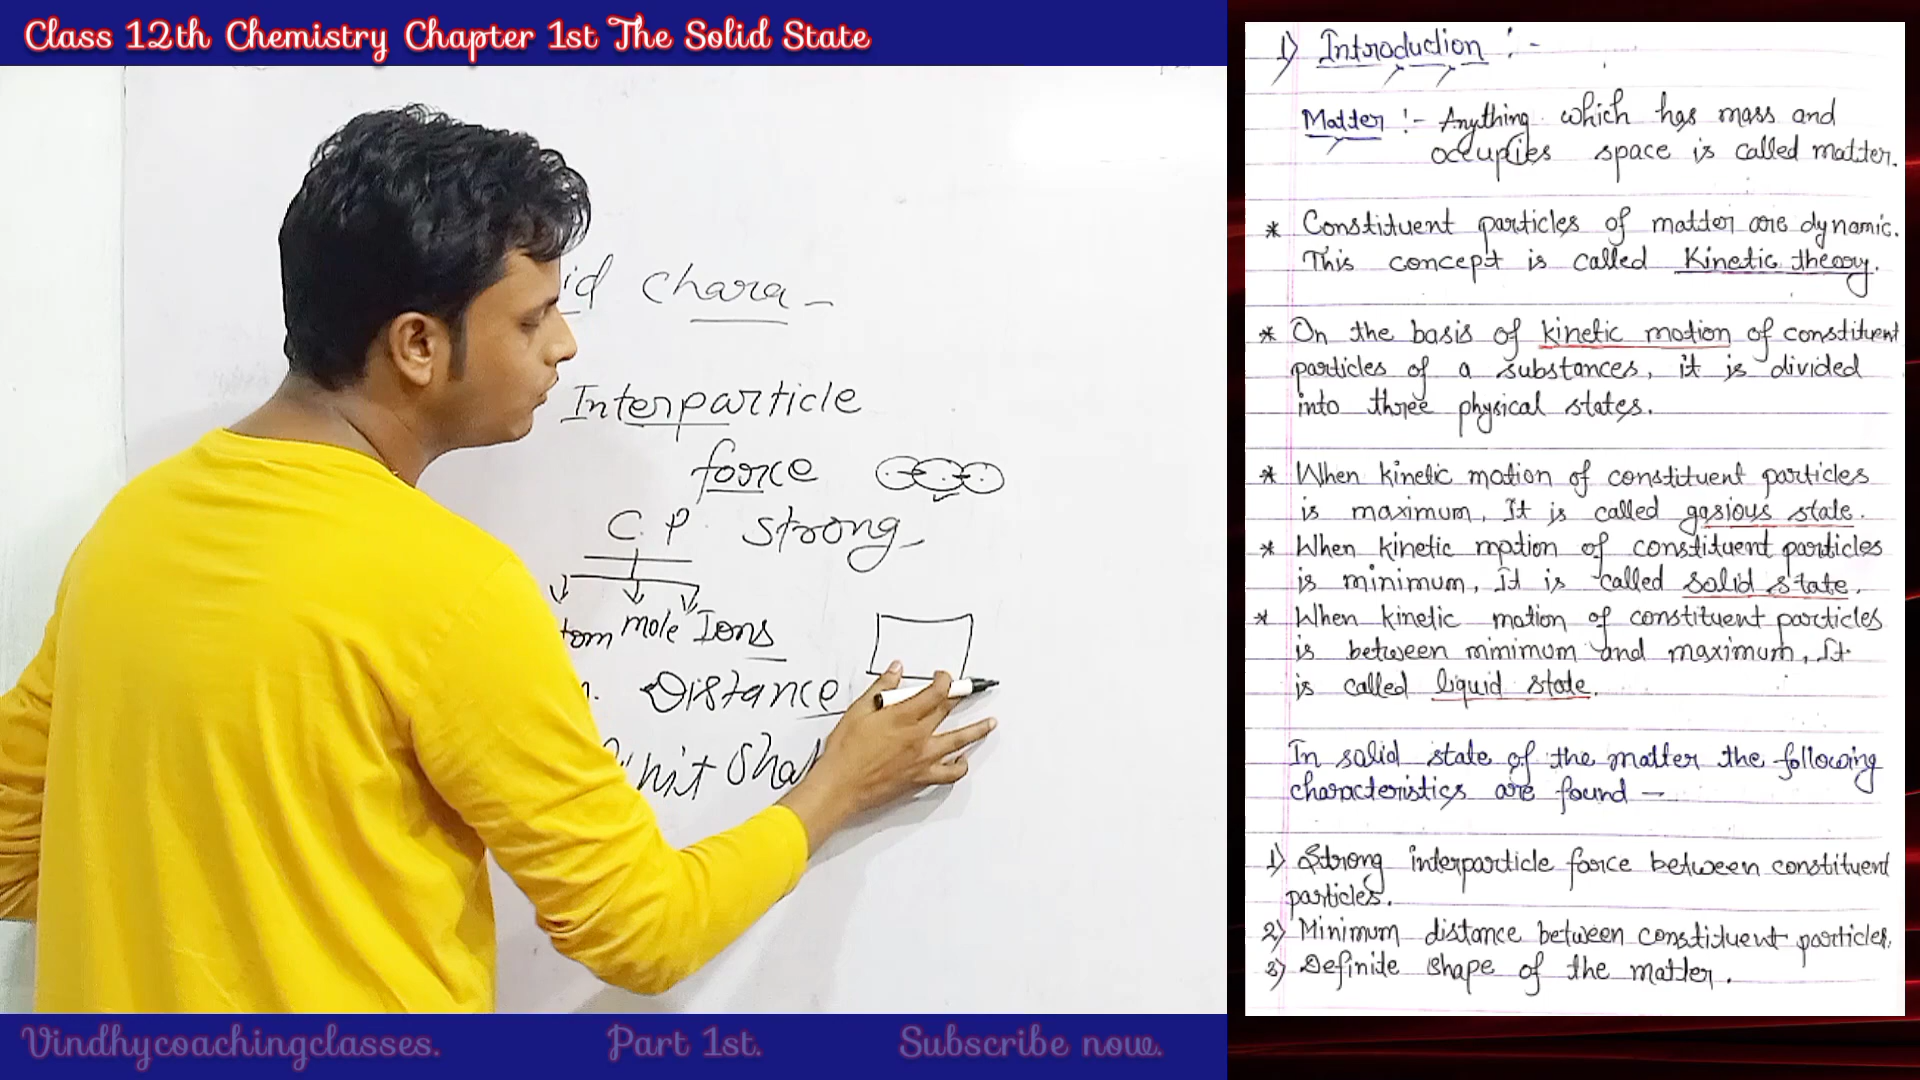 Class 12th Chemistry Chapter 1st The Solid State
id Chara -
Interparticle
force
C.P. strong
tom mole Ions
Distance
Vindhycoachingclasses. Part 1st. Subscribe now.
1) Introduction :-
Matter :- Anything which has mass and
occupies space is called matter.
* Constituent particles of matter are dynamic.
This concept is called Kinetic theory.
* On the basis of kinetic motion of constituent
particles of a substances, it is divided
into three physical states.
* When kinetic motion of constituent particles
is maximum, It is called gasious state.
* When kinetic motion of constituent particles
is minimum, It is called solid state.
* When kinetic motion of constituent particles
is between minimum and maximum, It
is called liquid state.
In solid state of the matter the following
characteristics are found -
1) Strong interparticle force between constituent
particles.
2) Minimum distance between constituent particles.
3) Definite shape of the matter.